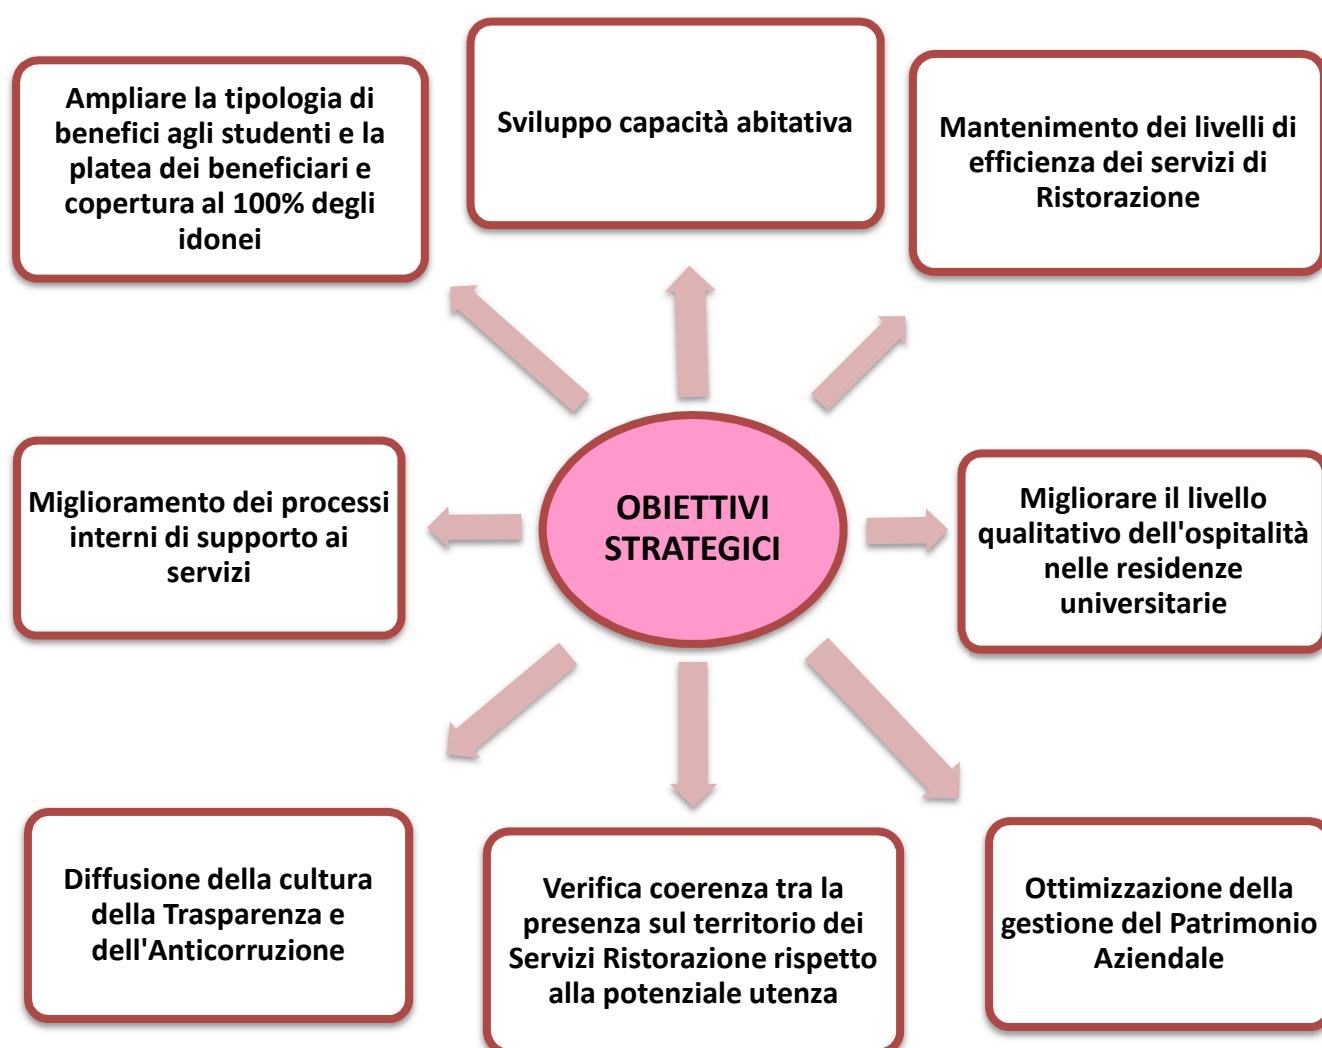 Ampliare la tipologia di
benefici agli studenti e la
platea dei beneficiari e
copertura al 100% degli
idonei
Sviluppo capacità abitativa
Mantenimento dei livelli di
efficienza dei servizi di
Ristorazione
Miglioramento dei processi
interni di supporto ai
servizi
OBIETTIVI
STRATEGICI
Migliorare il livello
qualitativo dell'ospitalità
nelle residenze
universitarie
Diffusione della cultura
della Trasparenza e
dell'Anticorruzione
Verifica coerenza tra la
presenza sul territorio dei
Servizi Ristorazione rispetto
alla potenziale utenza
Ottimizzazione della
gestione del Patrimonio
Aziendale